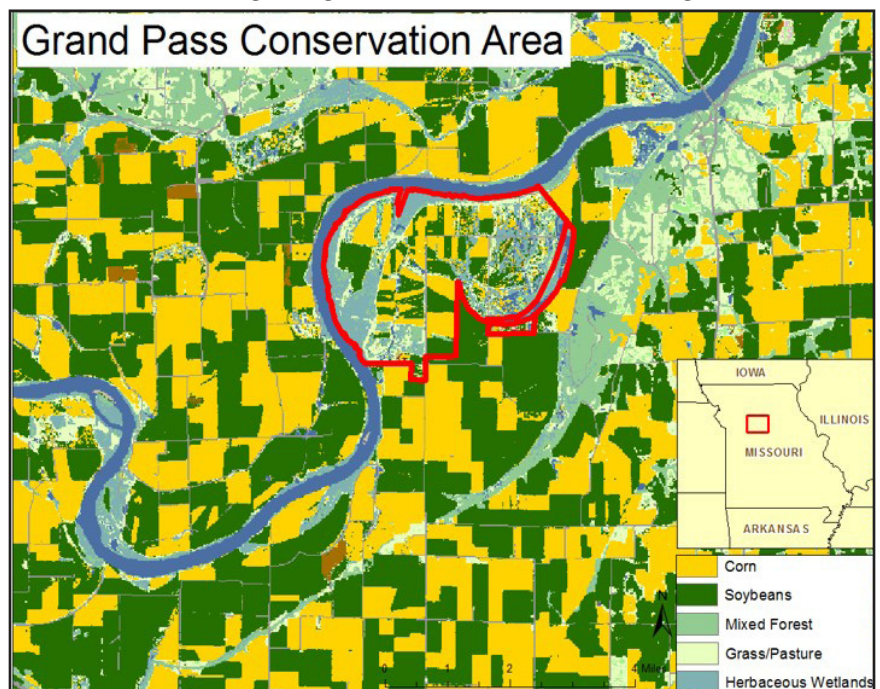 Grand Pass Conservation Area
IOWA
ILLINOIS
MISSOURI
ARKANSAS
Corn
Soybeans
Mixed Forest
Grass/Pasture
Herbaceous Wetlands
N
0 1 2 4 Miles